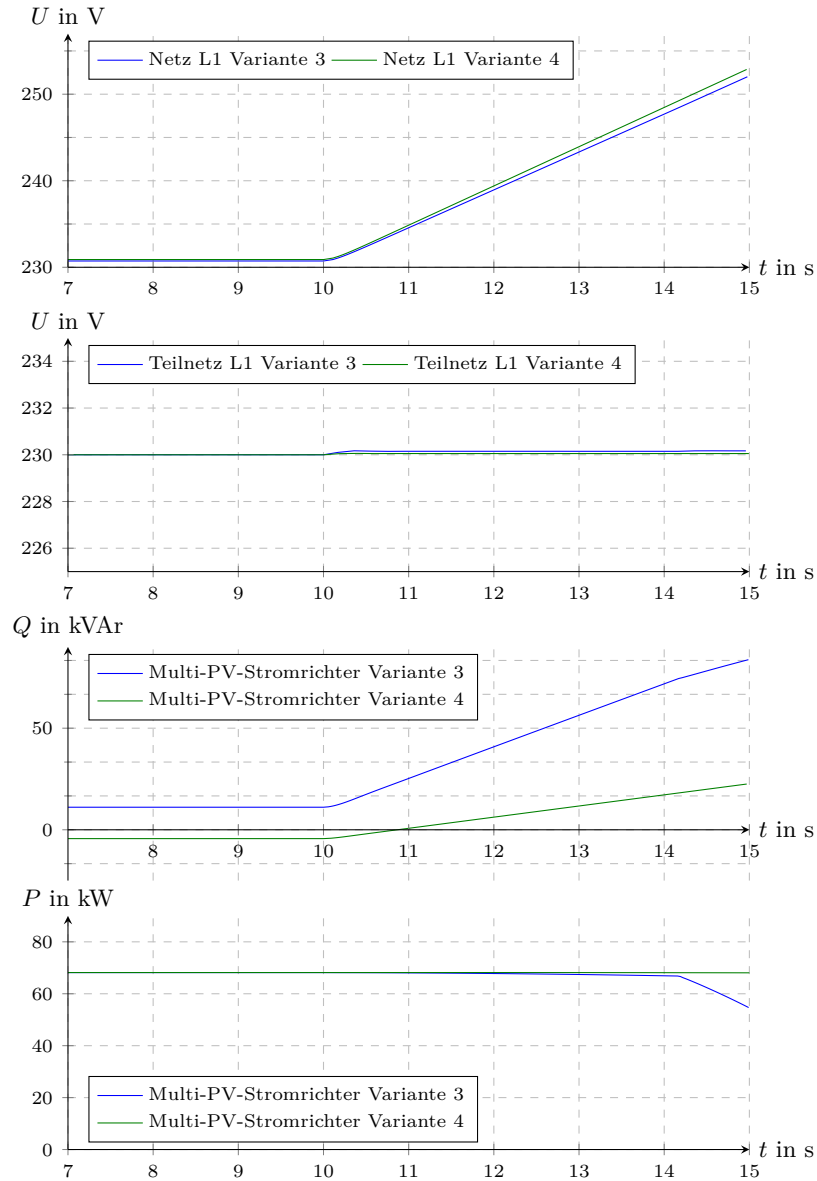 U in V
Netz L1 Variante 3 Netz L1 Variante 4
250
240
230
7 8 9 10 11 12 13 14 15
t in s
U in V
Teilnetz L1 Variante 3 Teilnetz L1 Variante 4
234
232
230
228
226
7 8 9 10 11 12 13 14 15
t in s
Q in kVAr
Multi-PV-Stromrichter Variante 3
Multi-PV-Stromrichter Variante 4
50
0
t in s
7 8 9 10 11 12 13 14 15
P in kW
80
60
40
20
Multi-PV-Stromrichter Variante 3
Multi-PV-Stromrichter Variante 4
0
t in s
7 8 9 10 11 12 13 14 15